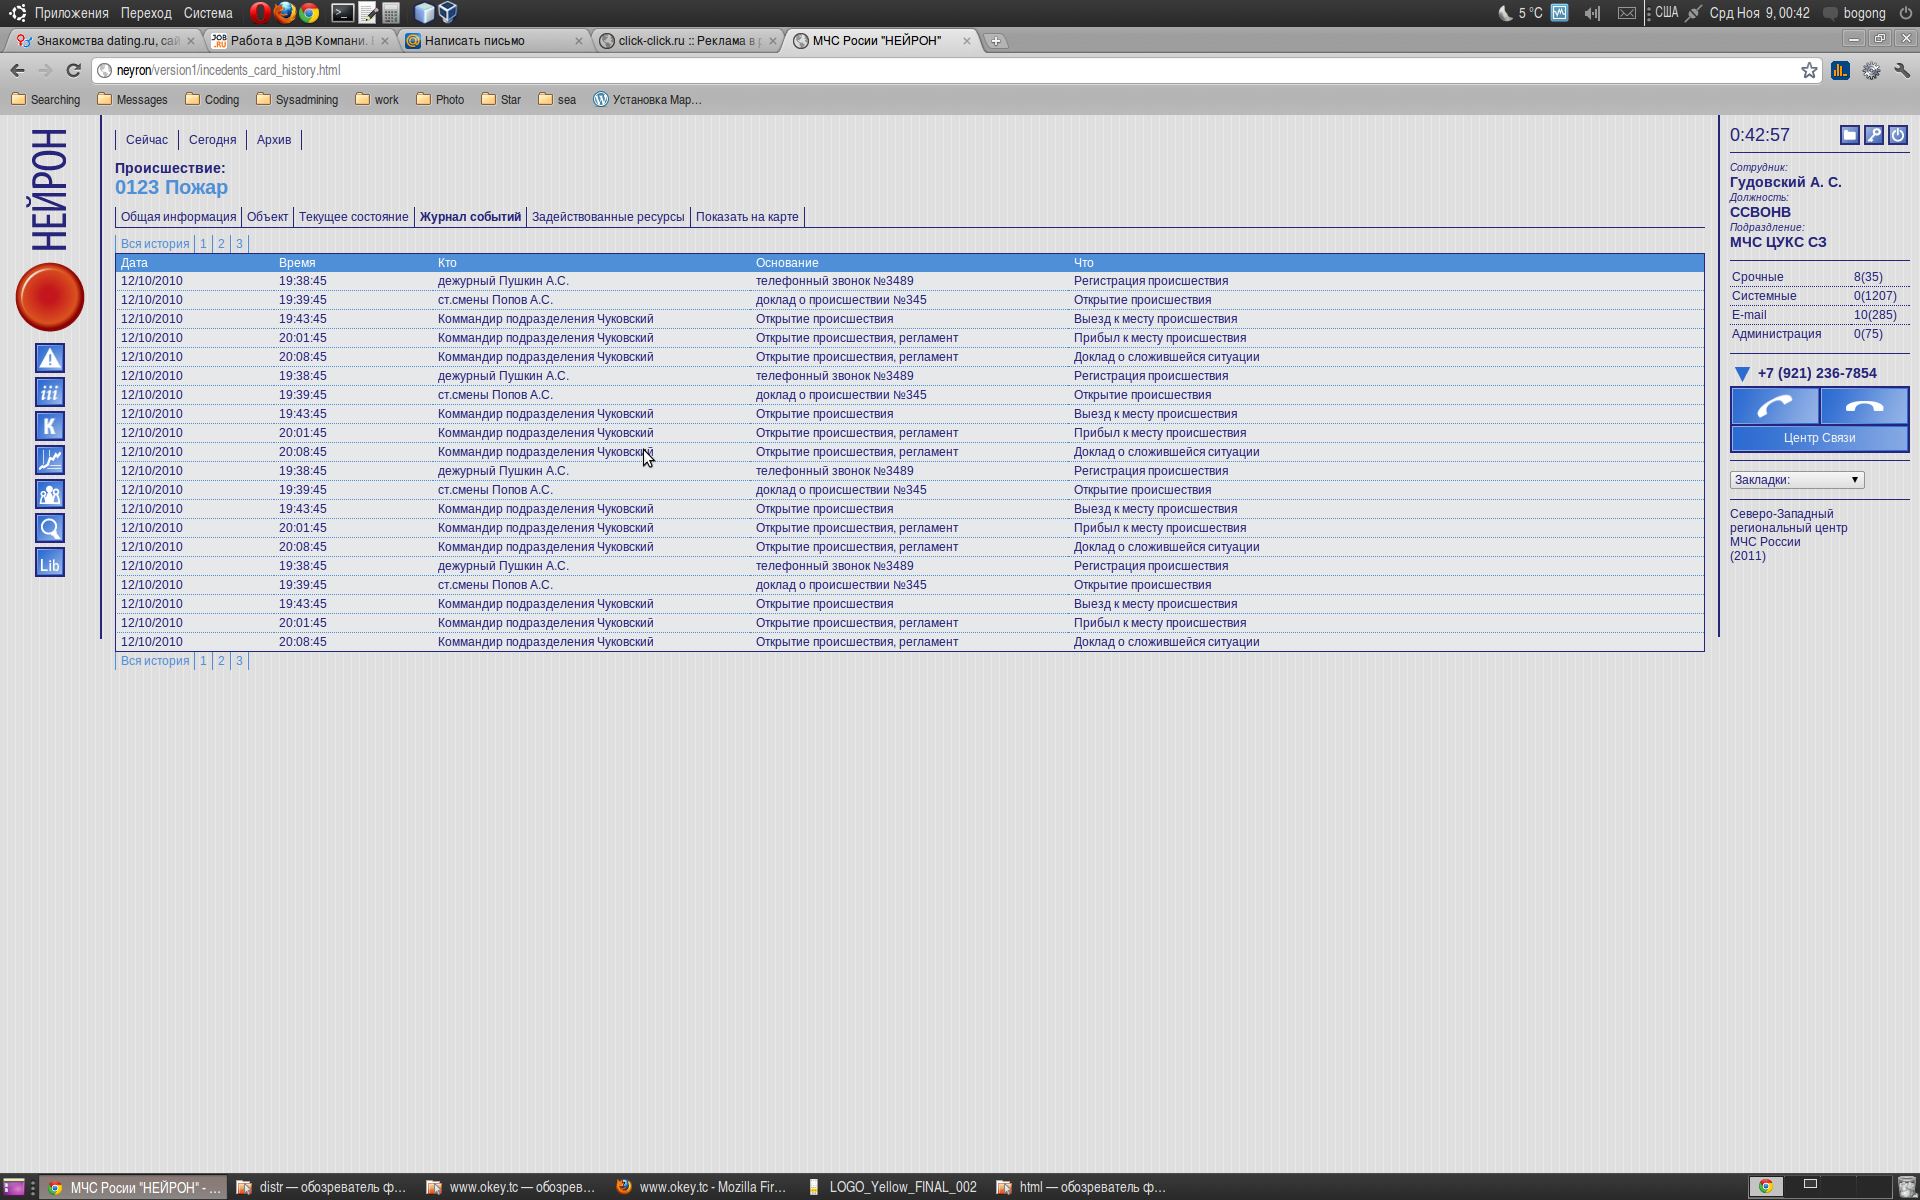 Приложения Переход Система 5 °C США Срд Ноя 9, 00:42 bogong
Знакомства dating.ru, сай Работа в ДЭВ Компани. Написать письмо click-click.ru :: Реклама в р МЧС Росии "НЕЙРОН"
neyron/version1/incedents_card_history.html
Searching Messages Coding Sysadmining work Photo Star sea Установка Мар...
НЕЙРОН
iii
K
Lib
Сейчас Сегодня Архив
Происшествие:
0123 Пожар
Общая информация Объект Текущее состояние Журнал событий Задействованные ресурсы Показать на карте
Вся история 1 2 3
Дата Время Кто Основание Что
12/10/2010 19:38:45 дежурный Пушкин А.С. телефонный звонок №3489 Регистрация происшествия
12/10/2010 19:39:45 ст.смены Попов А.С. доклад о происшествии №345 Открытие происшествия
12/10/2010 19:43:45 Коммандир подразделения Чуковский Открытие происшествия Выезд к месту происшествия
12/10/2010 20:01:45 Коммандир подразделения Чуковский Открытие происшествия, регламент Прибыл к месту происшествия
12/10/2010 20:08:45 Коммандир подразделения Чуковский Открытие происшествия, регламент Доклад о сложившейся ситуации
12/10/2010 19:38:45 дежурный Пушкин А.С. телефонный звонок №3489 Регистрация происшествия
12/10/2010 19:39:45 ст.смены Попов А.С. доклад о происшествии №345 Открытие происшествия
12/10/2010 19:43:45 Коммандир подразделения Чуковский Открытие происшествия Выезд к месту происшествия
12/10/2010 20:01:45 Коммандир подразделения Чуковский Открытие происшествия, регламент Прибыл к месту происшествия
12/10/2010 20:08:45 Коммандир подразделения Чуковский Открытие происшествия, регламент Доклад о сложившейся ситуации
12/10/2010 19:38:45 дежурный Пушкин А.С. телефонный звонок №3489 Регистрация происшествия
12/10/2010 19:39:45 ст.смены Попов А.С. доклад о происшествии №345 Открытие происшествия
12/10/2010 19:43:45 Коммандир подразделения Чуковский Открытие происшествия Выезд к месту происшествия
12/10/2010 20:01:45 Коммандир подразделения Чуковский Открытие происшествия, регламент Прибыл к месту происшествия
12/10/2010 20:08:45 Коммандир подразделения Чуковский Открытие происшествия, регламент Доклад о сложившейся ситуации
12/10/2010 19:38:45 дежурный Пушкин А.С. телефонный звонок №3489 Регистрация происшествия
12/10/2010 19:39:45 ст.смены Попов А.С. доклад о происшествии №345 Открытие происшествия
12/10/2010 19:43:45 Коммандир подразделения Чуковский Открытие происшествия Выезд к месту происшествия
12/10/2010 20:01:45 Коммандир подразделения Чуковский Открытие происшествия, регламент Прибыл к месту происшествия
12/10/2010 20:08:45 Коммандир подразделения Чуковский Открытие происшествия, регламент Доклад о сложившейся ситуации
Вся история 1 2 3
0:42:57
Сотрудник:
Гудовский А. С.
Должность:
ССВОНВ
Подразделение:
МЧС ЦУКС СЗ
Срочные 8(35)
Системные 0(1207)
E-mail 10(285)
Администрация 0(75)
+7 (921) 236-7854
Центр Связи
Закладки:
Северо-Западный
региональный центр
МЧС России
(2011)
МЧС Росии "НЕЙРОН" - ... distr — обозреватель ф... www.okey.tc — обозрев... www.okey.tc - Mozilla Fir... LOGO_Yellow_FINAL_002 html — обозреватель ф...